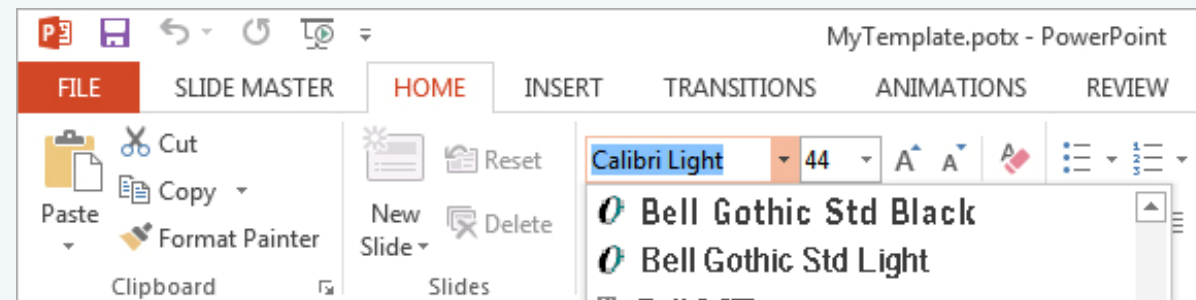 MyTemplate.potx - PowerPoint
FILE SLIDE MASTER HOME INSERT TRANSITIONS ANIMATIONS REVIEW
Cut
Reset
Calibri Light 44
Copy
Paste
New
Slide
Delete
Bell Gothic Std Black
Format Painter
Bell Gothic Std Light
Clipboard
Slides